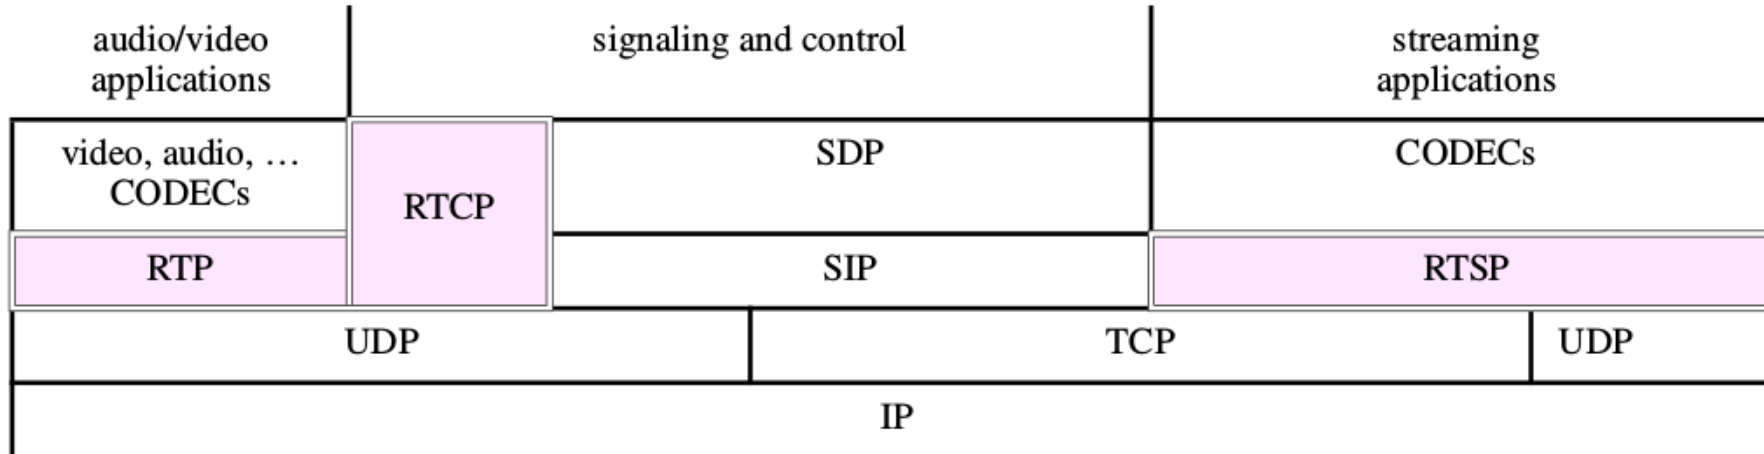 audio/video
applications
signaling and control
streaming
applications
video, audio, …
CODECs
RTCP
SDP
CODECs
RTP
SIP
RTSP
UDP
TCP
UDP
IP